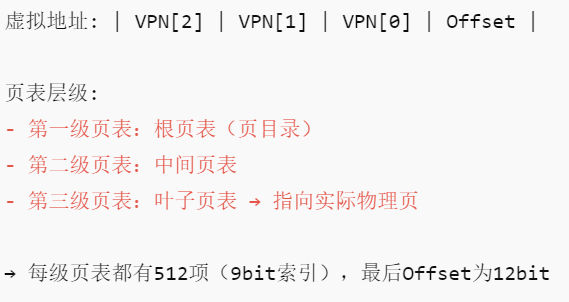 虚拟地址: | VPN[2] | VPN[1] | VPN[0] | Offset |
页表层级:
- 第一级页表: 根页表（页目录）
- 第二级页表: 中间页表
- 第三级页表: 叶子页表 → 指向实际物理页
→ 每级页表都有512项（9bit索引），最后Offset为12bit